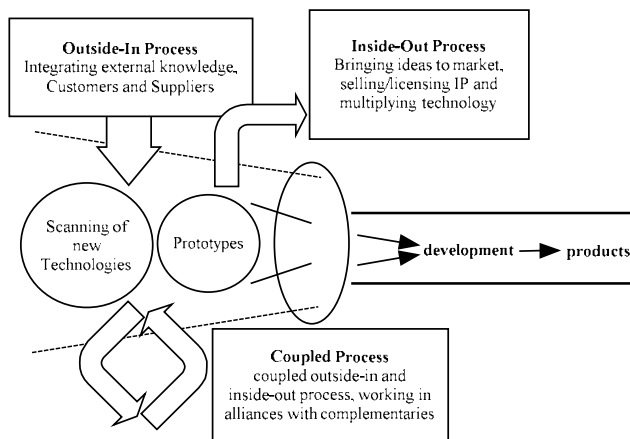 Outside-In Process
Integrating external knowledge,
Customers and Suppliers
Inside-Out Process
Bringing ideas to market,
selling/licensing IP and
multiplying technology
Scanning of
new
Technologies
Prototypes
development
products
Coupled Process
coupled outside-in and
inside-out process, working in
alliances with complementaries